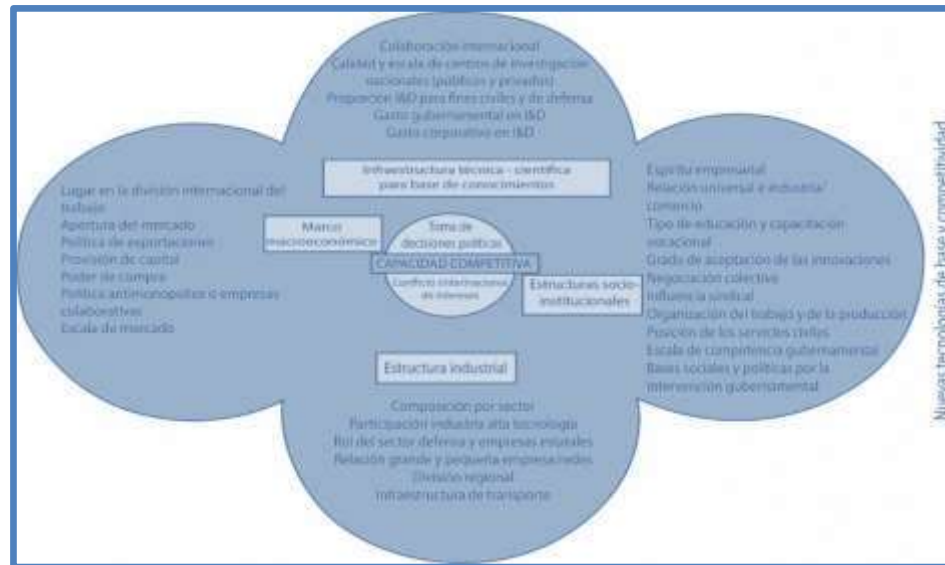 Colaboración internacional
Calidad y escala de centros de investigación
nacionales (públicos y privados)
Proporción I&D para fines civiles y de defensa
Gasto gubernamental en I&D
Gasto corporativo en I&D
Infraestructura técnica - científica
para base de conocimientos
Lugar en la división internacional del
trabajo
Apertura del mercado
Política de exportaciones
Provisión de capital
Poder de compra
Política antimonopolios o empresas
colaborativas
Escala de mercado
Marco
macroeconómico
Toma de
decisiones políticas
CAPACIDAD COMPETITIVA
Conflicto
de intereses
Estructuras socio-
institucionales
Espíritu empresarial
Relación universal e industria/
comercio
Tipo de educación y capacitación
vocacional
Grado de aceptación de las innovaciones
Negociación colectiva
Influencia sindical
Organización del trabajo y de la producción
Posición de los servicios civiles
Escala de competencia gubernamental
Bases sociales y políticas por la
intervención gubernamental
Estructura industrial
Composición por sector
Participación industria alta tecnología
Rol del sector defensa y empresas estatales
Relación grande y pequeña empresa/redes
División regional
Infraestructura de transporte
Nuevas tecnologías de base y competitividad